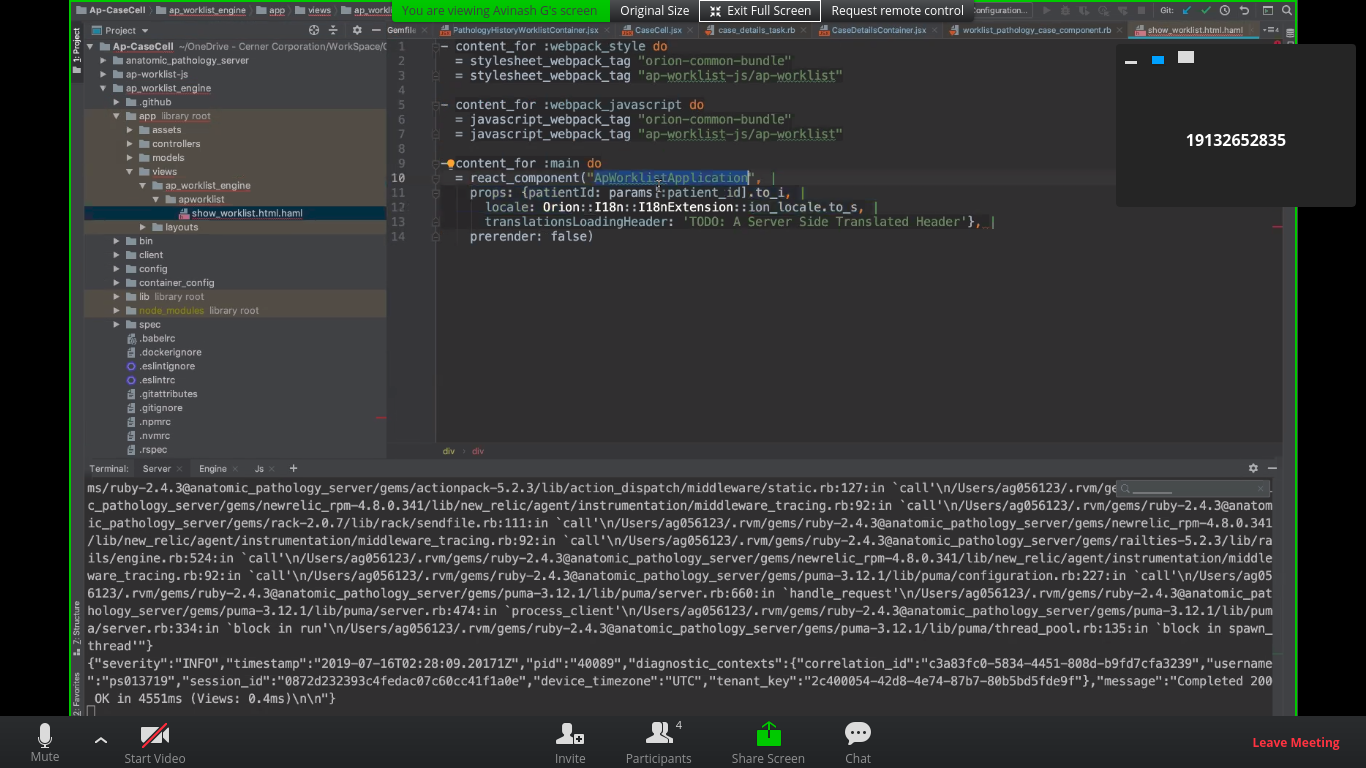 Ap-CaseCell ap_worklist_engine app views ap_worklist
You are viewing Avinash G's screen Original Size Exit Full Screen Request remote control
onfiguration... Git:
Project
Gemfile PathologyHistoryWorklistContainer.jsx CaseCell.jsx case_details_task.rb CaseDetailsContainer.jsx worklist_pathology_case_component.rb show_worklist.html.haml
1: Project
Ap-CaseCell ~/OneDrive - Cerner Corporation/WorkSpace/C
anatomic_pathology_server
ap-worklist-js
ap_worklist_engine
.github
app library root
assets
controllers
models
views
ap_worklist_engine
apworklist
show_worklist.html.haml
layouts
bin
client
config
container_config
lib library root
node_modules library root
spec
.babelrc
.dockerignore
.eslintignore
.eslintrc
.gitattributes
.gitignore
.npmrc
.nvmrc
.rspec
1 - content_for :webpack_style do
2 = stylesheet_webpack_tag "orion-common-bundle"
3 = stylesheet_webpack_tag "ap-worklist-js/ap-worklist"
4
5 - content_for :webpack_javascript do
6 = javascript_webpack_tag "orion-common-bundle"
7 = javascript_webpack_tag "ap-worklist-js/ap-worklist"
8
9 -content_for :main do
10 = react_component("ApWorklistApplication", |
11 props: {patientId: params[:patient_id].to_i, |
12 locale: Orion::I18n::I18nExtension::ion_locale.to_s, |
13 translationsLoadingHeader: 'TODO: A Server Side Translated Header'}, |
14 prerender: false)
div › div
19132652835
Terminal: Server Engine Js +
ms/ruby-2.4.3@anatomic_pathology_server/gems/actionpack-5.2.3/lib/action_dispatch/middleware/static.rb:127:in `call'\n/Users/ag056123/.rvm/ge
c_pathology_server/gems/newrelic_rpm-4.8.0.341/lib/new_relic/agent/instrumentation/middleware_tracing.rb:92:in `call'\n/Users/ag056123/.rvm/gems/ruby-2.4.3@anatom
ic_pathology_server/gems/rack-2.0.7/lib/rack/sendfile.rb:111:in `call'\n/Users/ag056123/.rvm/gems/ruby-2.4.3@anatomic_pathology_server/gems/newrelic_rpm-4.8.0.341
/lib/new_relic/agent/instrumentation/middleware_tracing.rb:92:in `call'\n/Users/ag056123/.rvm/gems/ruby-2.4.3@anatomic_pathology_server/gems/railties-5.2.3/lib/ra
ils/engine.rb:524:in `call'\n/Users/ag056123/.rvm/gems/ruby-2.4.3@anatomic_pathology_server/gems/newrelic_rpm-4.8.0.341/lib/new_relic/agent/instrumentation/middle
ware_tracing.rb:92:in `call'\n/Users/ag056123/.rvm/gems/ruby-2.4.3@anatomic_pathology_server/gems/puma-3.12.1/lib/puma/configuration.rb:227:in `call'\n/Users/ag05
6123/.rvm/gems/ruby-2.4.3@anatomic_pathology_server/gems/puma-3.12.1/lib/puma/server.rb:660:in `handle_request'\n/Users/ag056123/.rvm/gems/ruby-2.4.3@anatomic_pat
hology_server/gems/puma-3.12.1/lib/puma/server.rb:474:in `process_client'\n/Users/ag056123/.rvm/gems/ruby-2.4.3@anatomic_pathology_server/gems/puma-3.12.1/lib/pum
a/server.rb:334:in `block in run'\n/Users/ag056123/.rvm/gems/ruby-2.4.3@anatomic_pathology_server/gems/puma-3.12.1/lib/puma/thread_pool.rb:135:in `block in spawn_
thread'"}
{"severity":"INFO","timestamp":"2019-07-16T02:28:09.20171Z","pid":"40089","diagnostic_contexts":{"correlation_id":"c3a83fc0-5834-4451-808d-b9fd7cfa3239","username
":"ps013719","session_id":"0872d232393c4fedac07c60cc41f1a0e","device_timezone":"UTC","tenant_key":"2c400054-42d8-4e74-87b7-80b5bd5fde9f"},"message":"Completed 200
OK in 4551ms (Views: 0.4ms)\n\n"}
7: Structure
2: Favorites
Mute Start Video Invite Participants 4 Share Screen Chat Leave Meeting